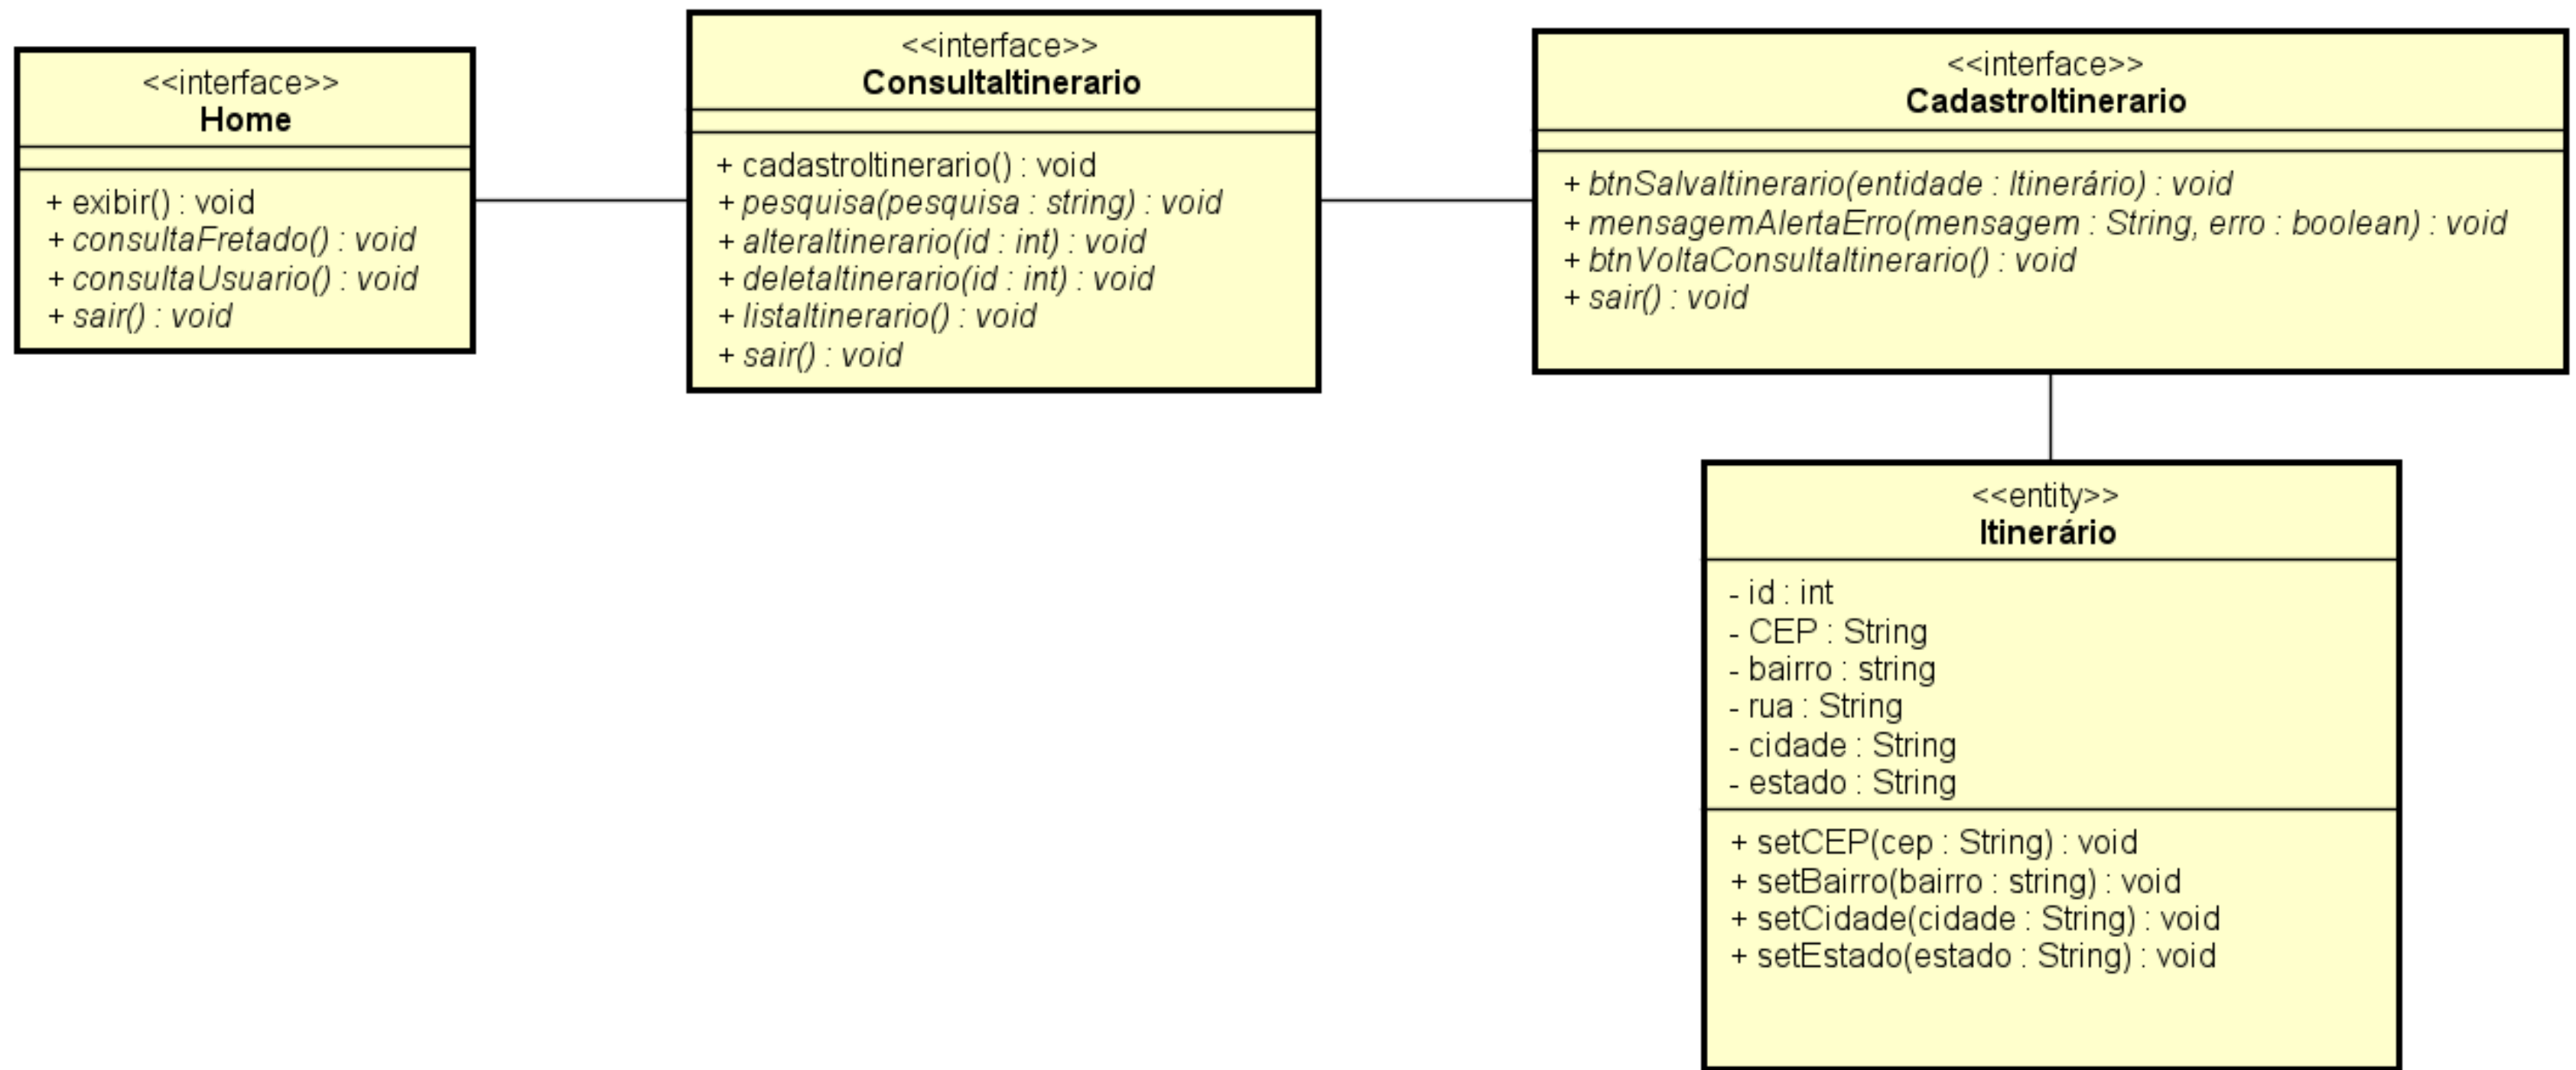 <<interface>>
Home
+ exibir() : void
+ consultaFretado() : void
+ consultaUsuario() : void
+ sair() : void
<<interface>>
ConsultaItinerario
+ cadastroItinerario() : void
+ pesquisa(pesquisa : string) : void
+ alteraItinerario(id : int) : void
+ deletaItinerario(id : int) : void
+ listaItinerario() : void
+ sair() : void
<<interface>>
CadastroItinerario
+ btnSalvaItinerario(entidade : Itinerário) : void
+ mensagemAlertaErro(mensagem : String, erro : boolean) : void
+ btnVoltaConsultaItinerario() : void
+ sair() : void
<<entity>>
Itinerário
- id : int
- CEP : String
- bairro : string
- rua : String
- cidade : String
- estado : String
+ setCEP(cep : String) : void
+ setBairro(bairro : string) : void
+ setCidade(cidade : String) : void
+ setEstado(estado : String) : void